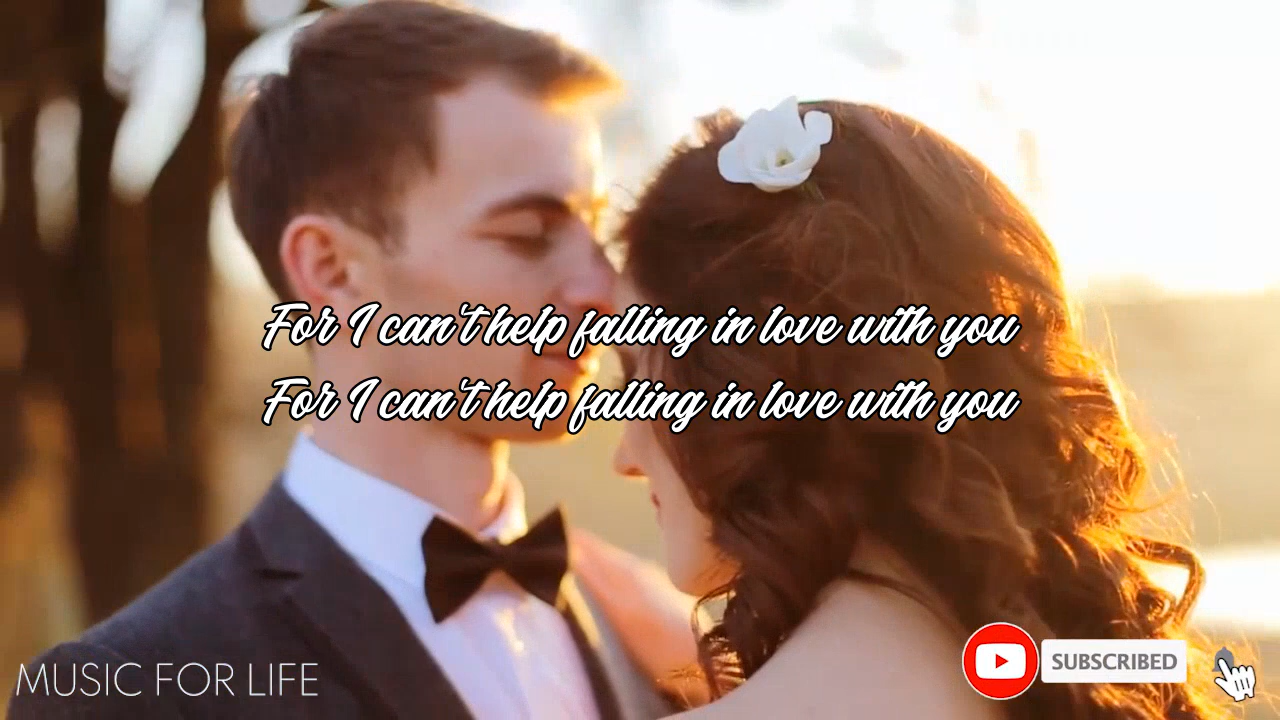 For I can't help falling in love with you
For I can't help falling in love with you
MUSIC FOR LIFE
SUBSCRIBED